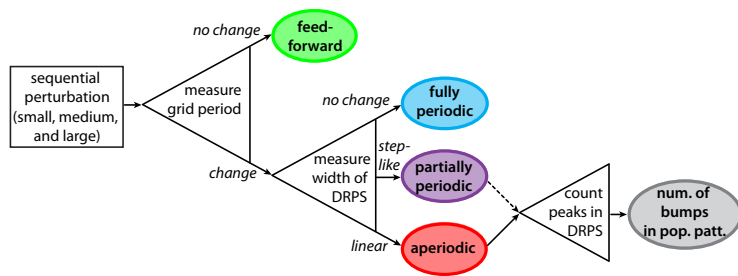 no change
feed-
forward
sequential
perturbation
(small, medium,
and large)
measure
grid period
change
no change
fully
periodic
measure
width of
DRPS
step-
like
partially
periodic
linear
aperiodic
count
peaks in
DRPS
num. of
bumps
in pop. patt.